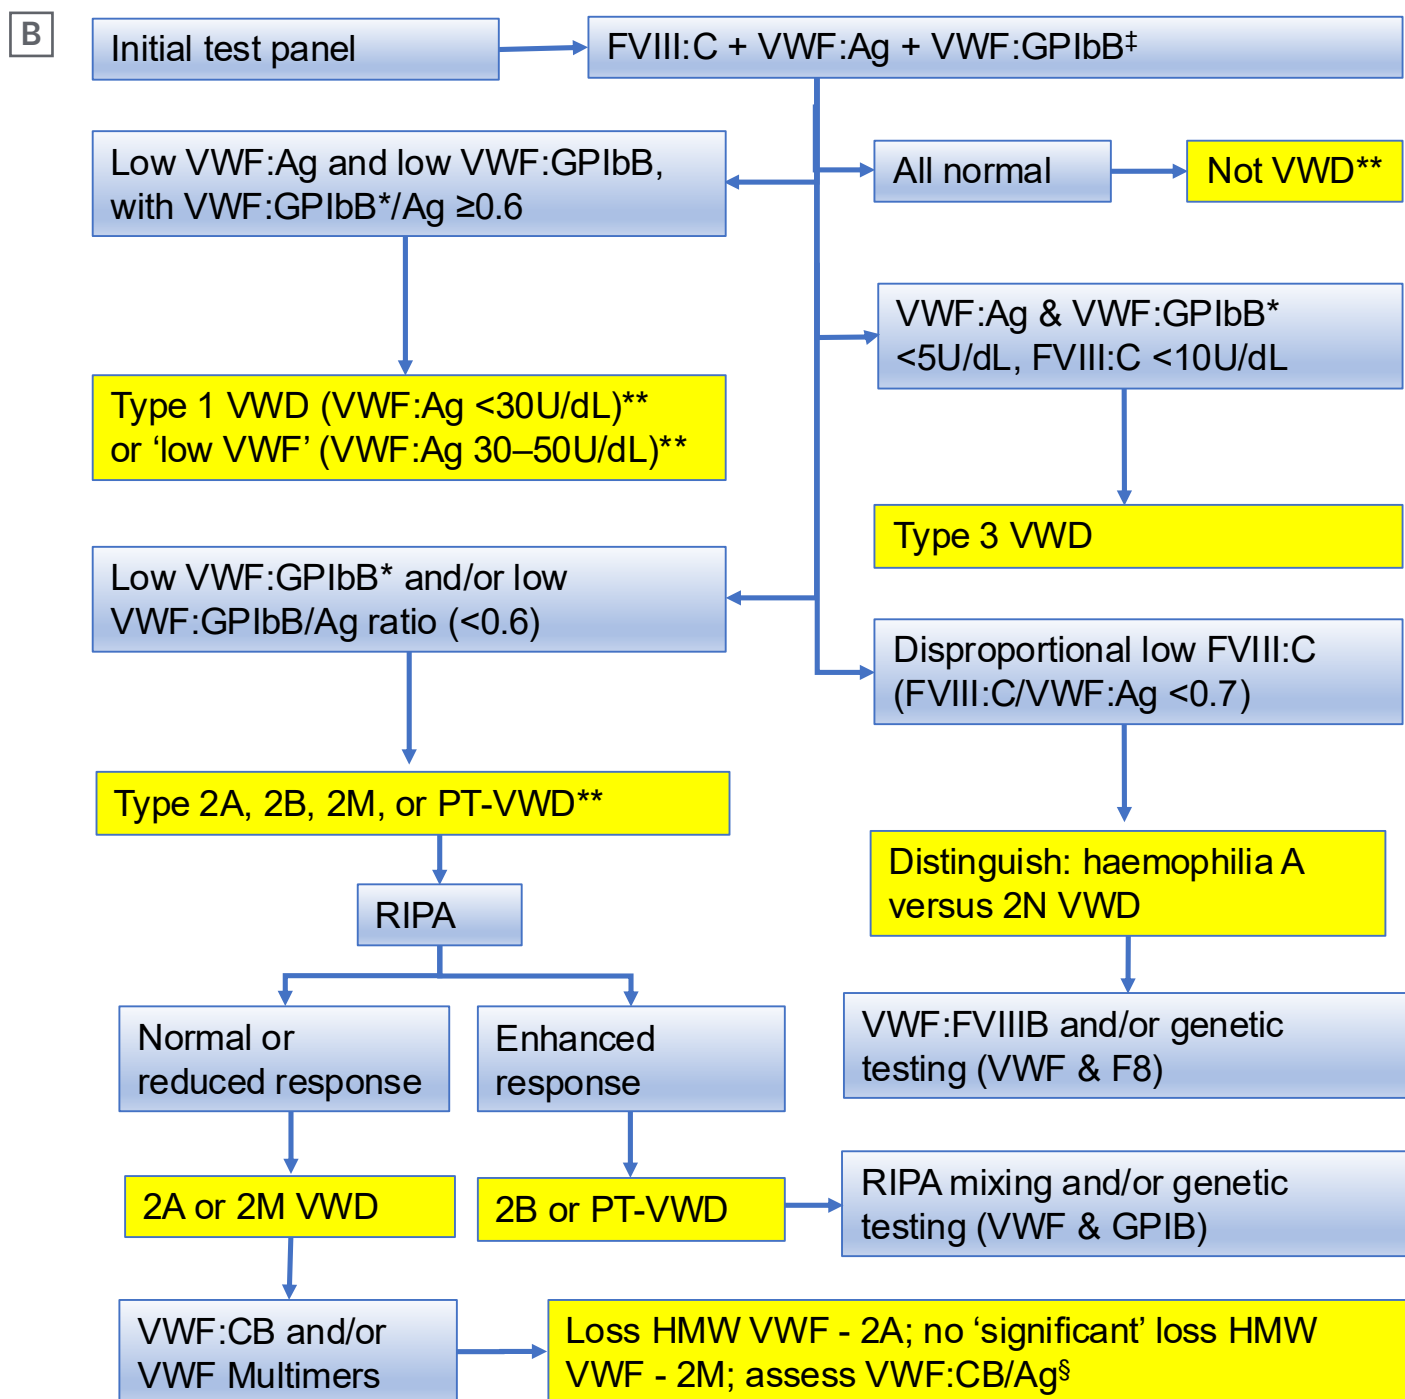 B
Initial test panel
FVIII:C + VWF:Ag + VWF:GPIbB‡
Low VWF:Ag and low VWF:GPIbB,
with VWF:GPIbB*/Ag ≥0.6
All normal
Not VWD**
VWF:Ag & VWF:GPIbB*
<5U/dL, FVIII:C <10U/dL
Type 1 VWD (VWF:Ag <30U/dL)**
or ‘low VWF’ (VWF:Ag 30–50U/dL)**
Type 3 VWD
Low VWF:GPIbB* and/or low
VWF:GPIbB/Ag ratio (<0.6)
Disproportional low FVIII:C
(FVIII:C/VWF:Ag <0.7)
Type 2A, 2B, 2M, or PT-VWD**
Distinguish: haemophilia A
versus 2N VWD
RIPA
Normal or
reduced response
Enhanced
response
VWF:FVIIIB and/or genetic
testing (VWF & F8)
2A or 2M VWD
2B or PT-VWD
RIPA mixing and/or genetic
testing (VWF & GPIB)
VWF:CB and/or
VWF Multimers
Loss HMW VWF - 2A; no ‘significant’ loss HMW
VWF - 2M; assess VWF:CB/Ag§